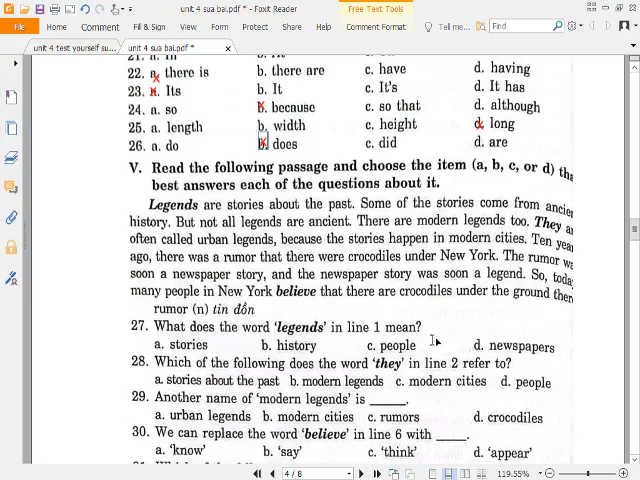 unit 4 sua bai.pdf * - Foxit Reader
Free Text Tools
File
Home
Comment
Fill & Sign
View
Form
Protect
Share
Help
Comment Format
Tell me...
Find
unit 4 test yourself su...
unit 4 sua bai.pdf *
22. a. there is b. there are c. have d. having
23. a. Its b. It c. It's d. It has
24. a. so b. because c. so that d. although
25. a. length b. width c. height d. long
26. a. do b. does c. did d. are
V. Read the following passage and choose the item (a, b, c, or d) tha
best answers each of the questions about it.
Legends are stories about the past. Some of the stories come from ancien
history. But not all legends are ancient. There are modern legends too. They ar
often called urban legends, because the stories happen in modern cities. Ten year
ago, there was a rumor that there were crocodiles under New York. The rumor wa
soon a newspaper story, and the newspaper story was soon a legend. So, today
many people in New York believe that there are crocodiles under the ground there
rumor (n) tin đồn
27. What does the word 'legends' in line 1 mean?
a. stories b. history c. people d. newspapers
28. Which of the following does the word 'they' in line 2 refer to?
a. stories about the past b. modern legends c. modern cities d. people
29. Another name of 'modern legends' is _____.
a. urban legends b. modern cities c. rumors d. crocodiles
30. We can replace the word 'believe' in line 6 with ____.
a. 'know' b. 'say' c. 'think' d. 'appear'
4 / 8
119.55%